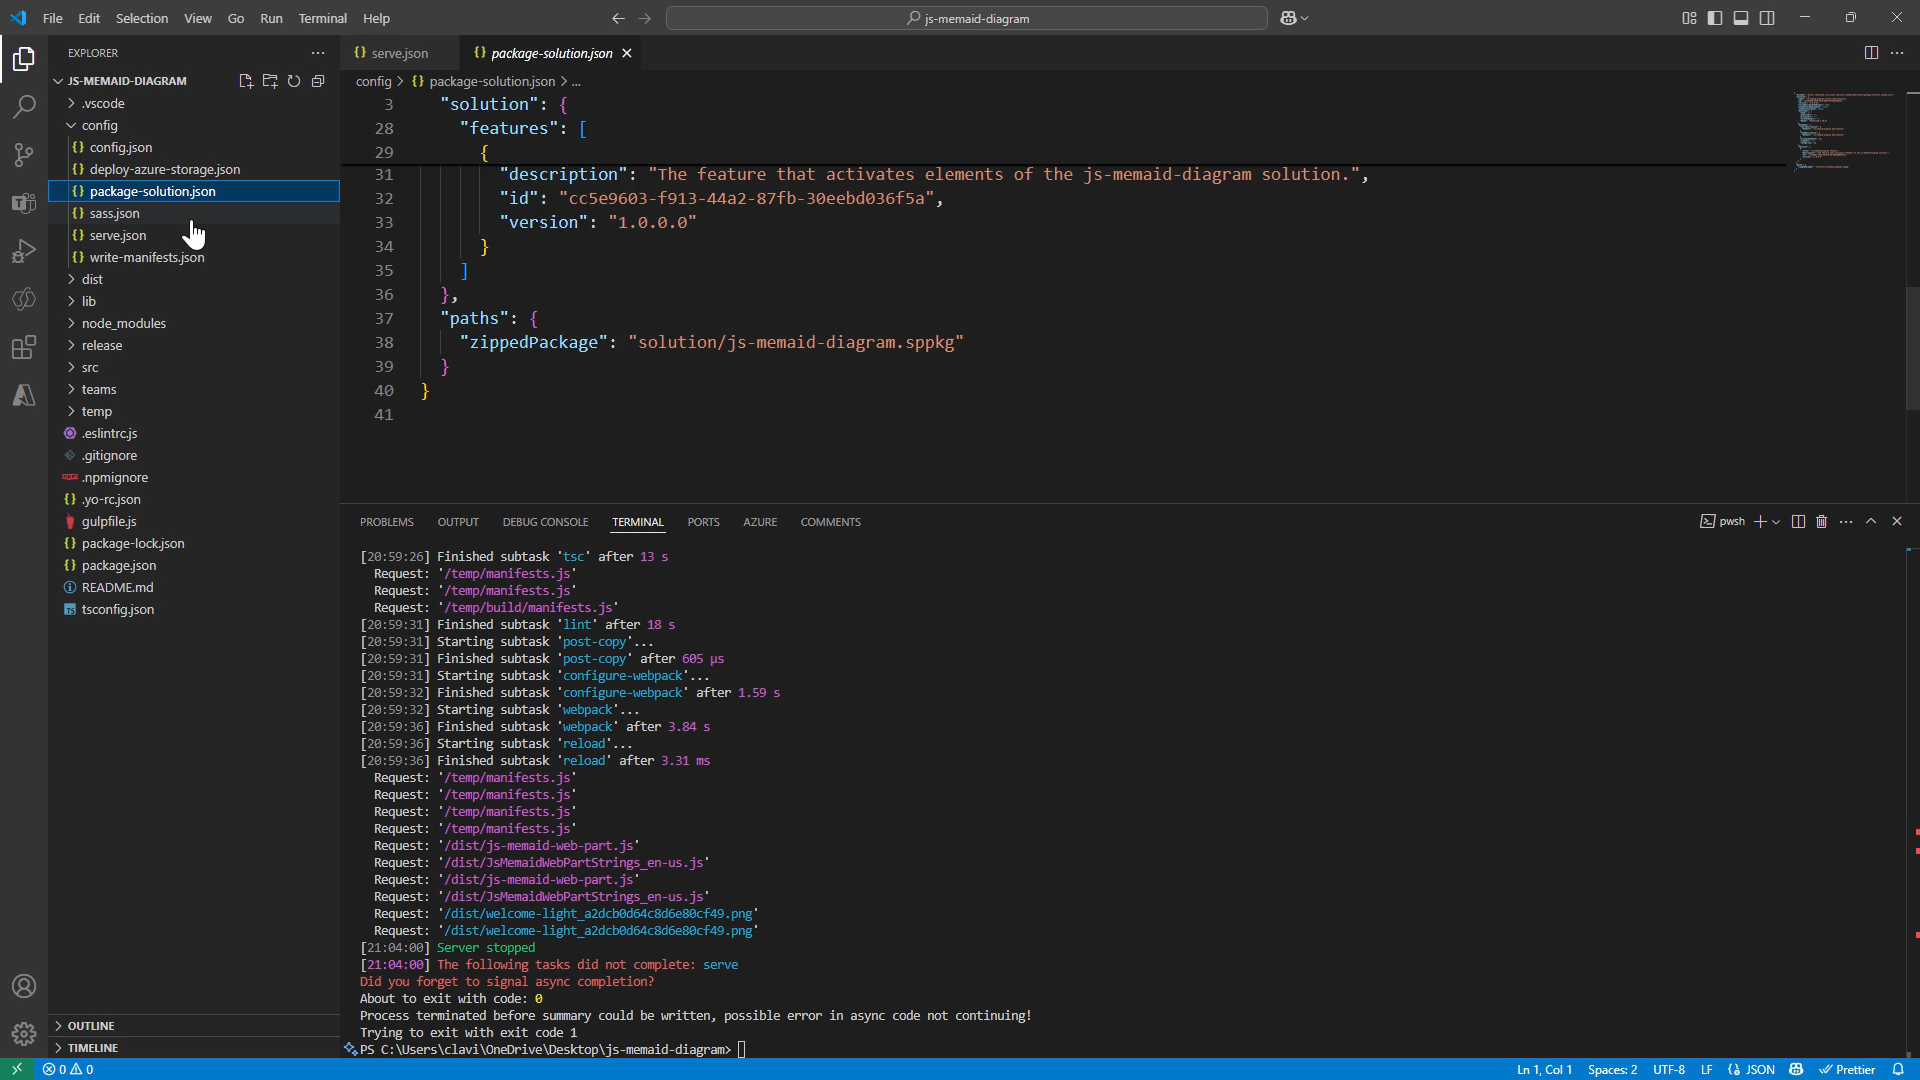 File Edit Selection View Go Run Terminal Help
js-memaid-diagram
EXPLORER
JS-MEMAID-DIAGRAM
.vscode
config
config.json
deploy-azure-storage.json
package-solution.json
sass.json
serve.json
write-manifests.json
dist
lib
node_modules
release
src
teams
temp
.eslintrc.js
.gitignore
.npmignore
.yo-rc.json
gulpfile.js
package-lock.json
package.json
README.md
tsconfig.json
OUTLINE
TIMELINE
serve.json
package-solution.json
config > {} package-solution.json > ...
3 "solution": {
28 "features": [
29 {
31 "description": "The feature that activates elements of the js-memaid-diagram solution.",
32 "id": "cc5e9603-f913-44a2-87fb-30eebd036f5a",
33 "version": "1.0.0.0"
34 }
35 ]
36 },
37 "paths": {
38 "zippedPackage": "solution/js-memaid-diagram.sppkg"
39 }
40 }
41
PROBLEMS OUTPUT DEBUG CONSOLE TERMINAL PORTS AZURE COMMENTS
pwsh
[20:59:26] Finished subtask 'tsc' after 13 s
Request: '/temp/manifests.js'
Request: '/temp/manifests.js'
Request: '/temp/build/manifests.js'
[20:59:31] Finished subtask 'lint' after 18 s
[20:59:31] Starting subtask 'post-copy'...
[20:59:31] Finished subtask 'post-copy' after 605 μs
[20:59:31] Starting subtask 'configure-webpack'...
[20:59:32] Finished subtask 'configure-webpack' after 1.59 s
[20:59:32] Starting subtask 'webpack'...
[20:59:36] Finished subtask 'webpack' after 3.84 s
[20:59:36] Starting subtask 'reload'...
[20:59:36] Finished subtask 'reload' after 3.31 ms
Request: '/temp/manifests.js'
Request: '/temp/manifests.js'
Request: '/temp/manifests.js'
Request: '/temp/manifests.js'
Request: '/dist/js-memaid-web-part.js'
Request: '/dist/JsMemaidWebPartStrings_en-us.js'
Request: '/dist/js-memaid-web-part.js'
Request: '/dist/JsMemaidWebPartStrings_en-us.js'
Request: '/dist/welcome-light_a2dcb0d64c8d6e80cf49.png'
Request: '/dist/welcome-light_a2dcb0d64c8d6e80cf49.png'
[21:04:00] Server stopped
[21:04:00] The following tasks did not complete: serve
Did you forget to signal async completion?
About to exit with code: 0
Process terminated before summary could be written, possible error in async code not continuing!
Trying to exit with exit code 1
PS C:\Users\clavi\OneDrive\Desktop\js-memaid-diagram>
0 0 Ln 1, Col 1 Spaces: 2 UTF-8 LF {} JSON Prettier